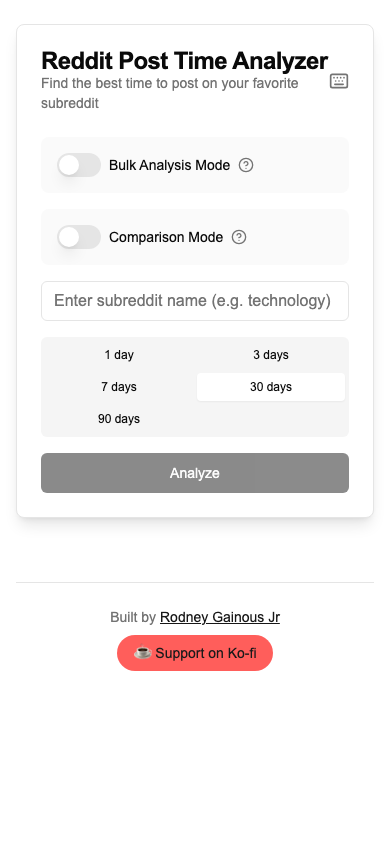 Reddit Post Time Analyzer
Find the best time to post on your favorite
subreddit
Bulk Analysis Mode ?
Comparison Mode ?
Enter subreddit name (e.g. technology)
1 day
3 days
7 days
30 days
90 days
Analyze
Built by Rodney Gainous Jr
Support on Ko-fi